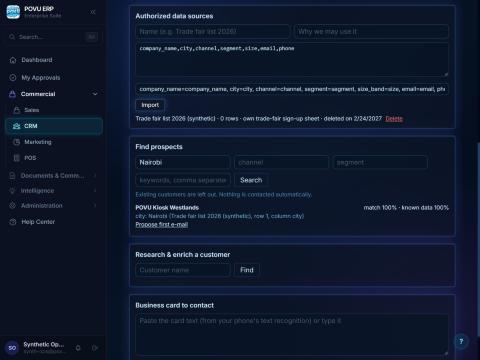 POVU ERP
Enterprise Suite
Search...
Dashboard
My Approvals
Commercial
Sales
CRM
Marketing
POS
Documents & Comm...
Intelligence
Administration
Help Center
SO
Synthetic Op...
Authorized data sources
Name (e.g. Trade fair list 2026)
Why we may use it
company_name,city,channel,segment,size,email,phone
company_name=company_name, city=city, channel=channel, segment=segment, size_band=size, email=email,
Import
Trade fair list 2026 (synthetic) · 0 rows · own trade-fair sign-up sheet · deleted on 2/24/2027 Delete
Find prospects
Nairobi
channel
segment
keywords, comma separate
Search
Existing customers are left out. Nothing is contacted automatically.
POVU Kiosk Westlands
match 100% · known data 100%
city: Nairobi (Trade fair list 2026 (synthetic), row 1, column city)
Propose first e-mail
Research & enrich a customer
Customer name
Find
Business card to contact
Paste the card text (from your phone's text recognition) or type it
?